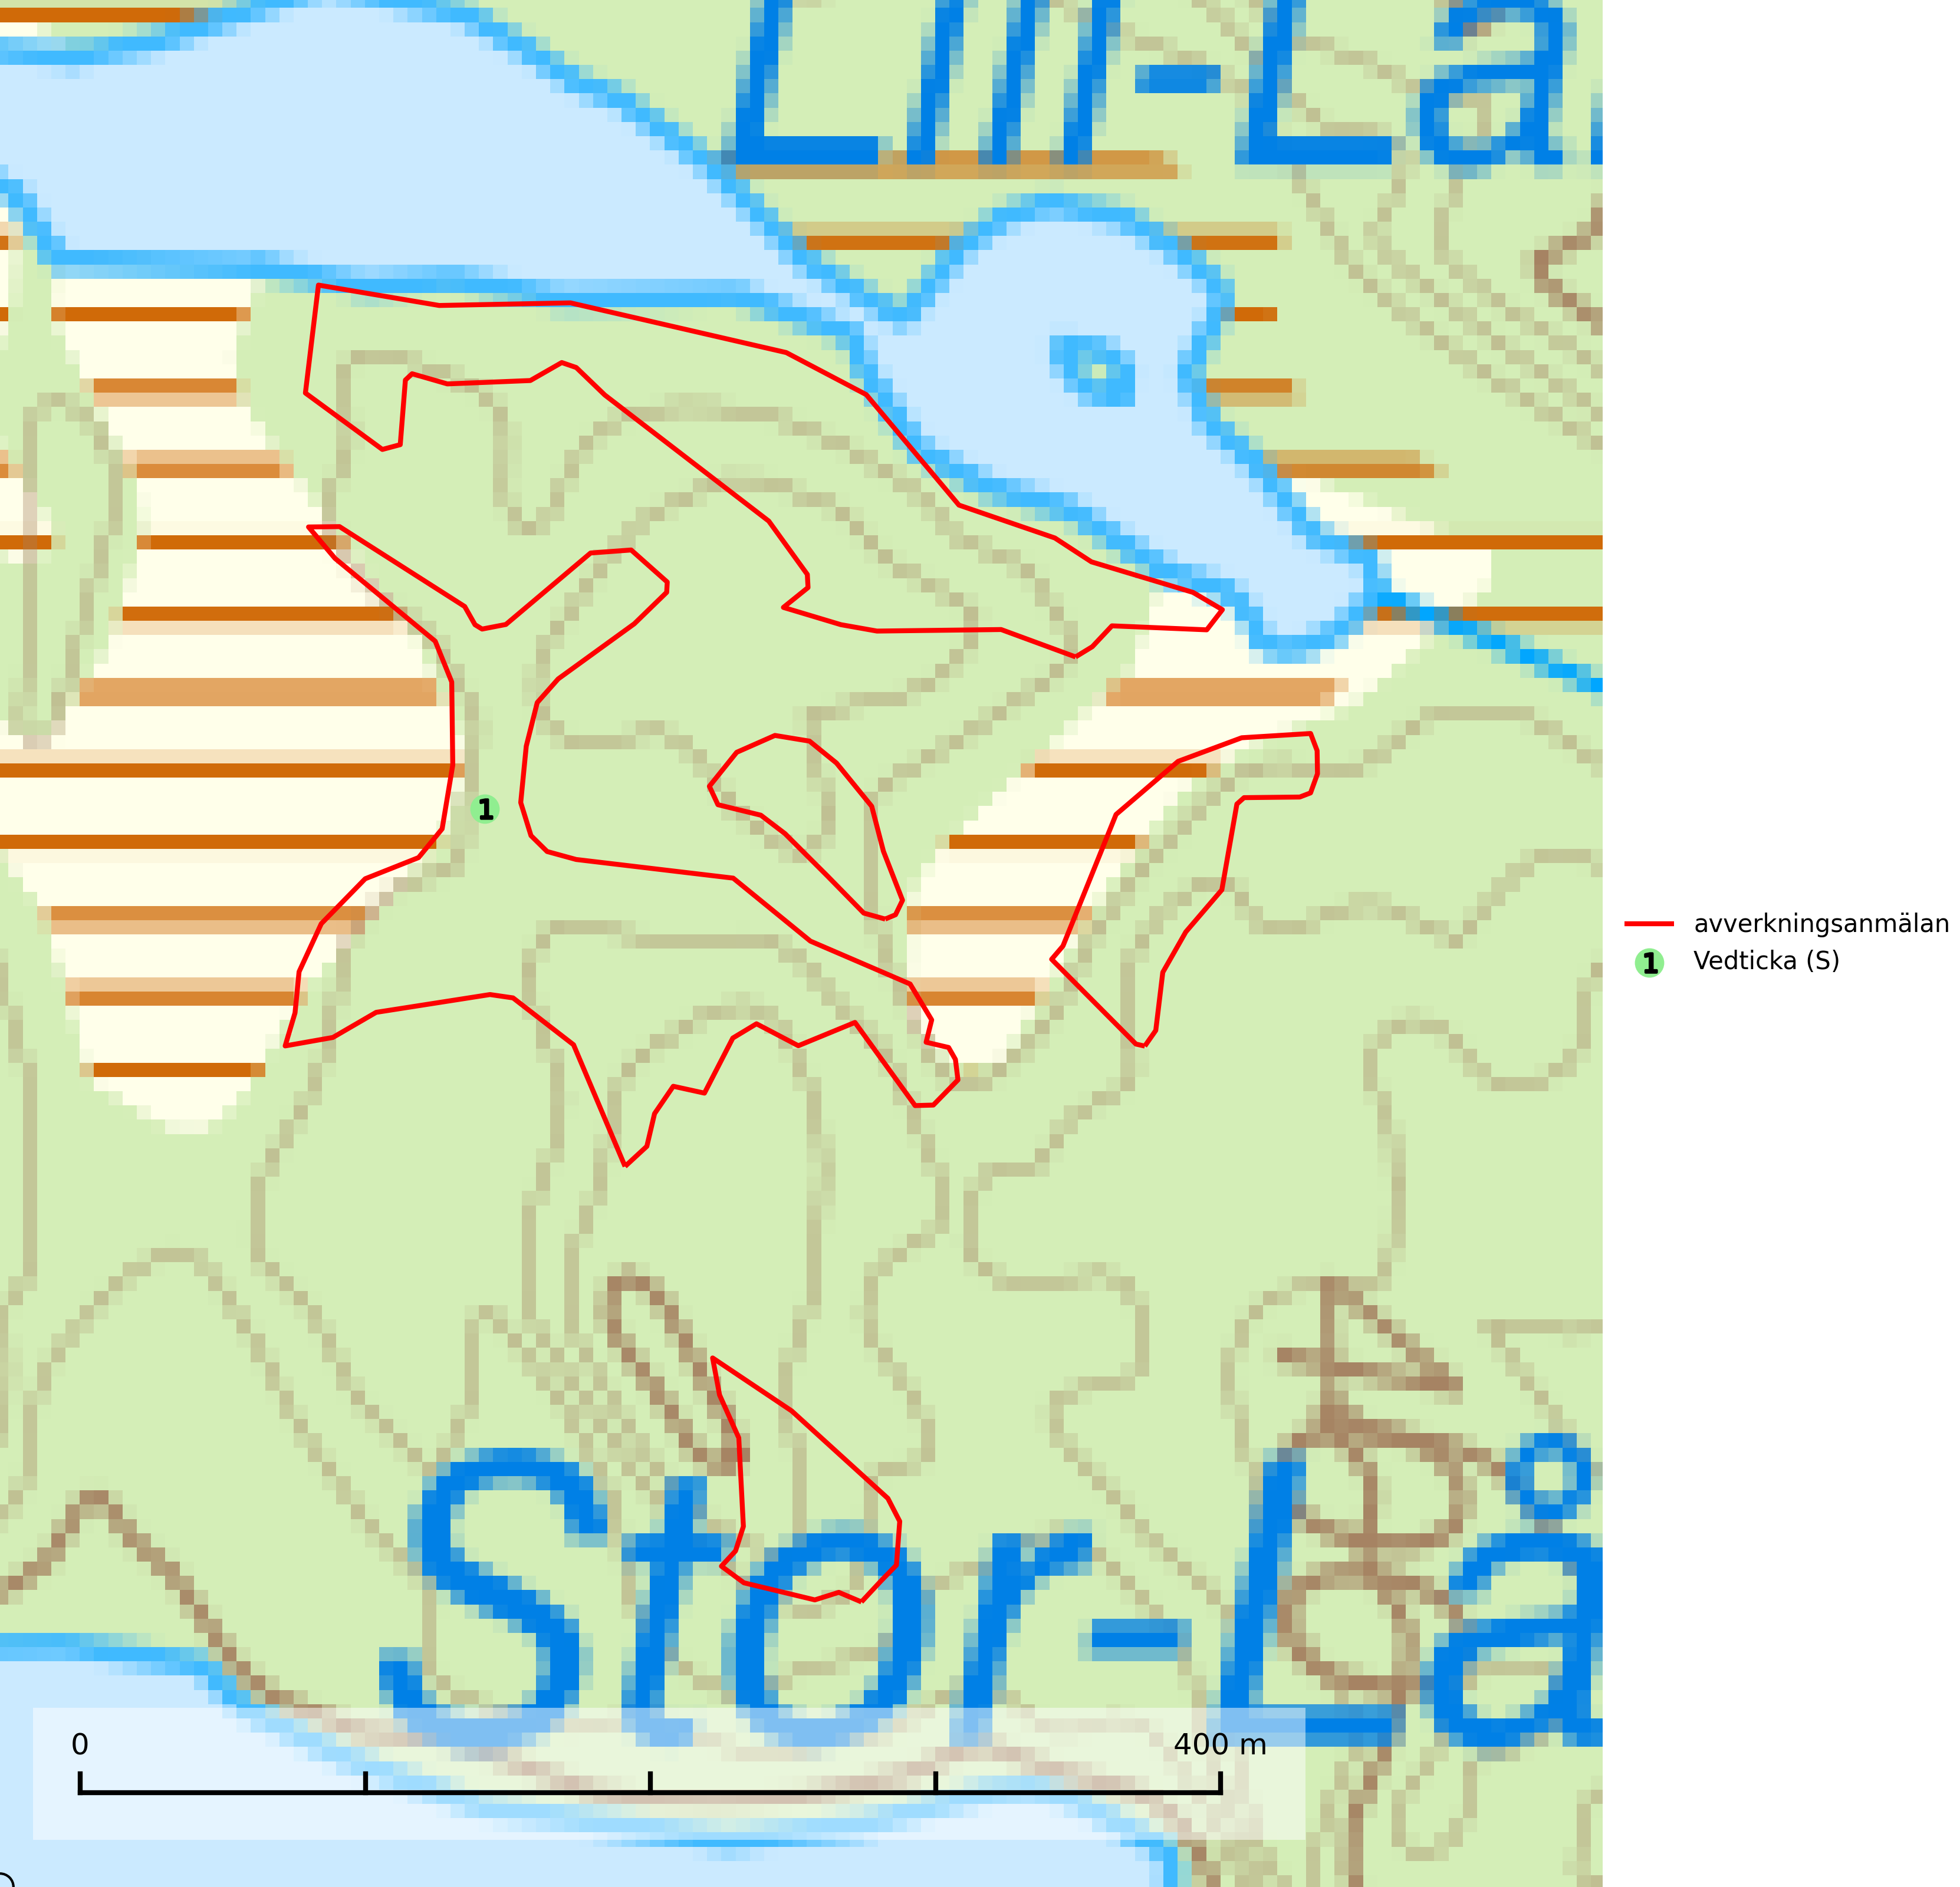 Lill-La
1
avverkningsanmälan
1 Vedticka (S)
Stor-Lå
0 400 m